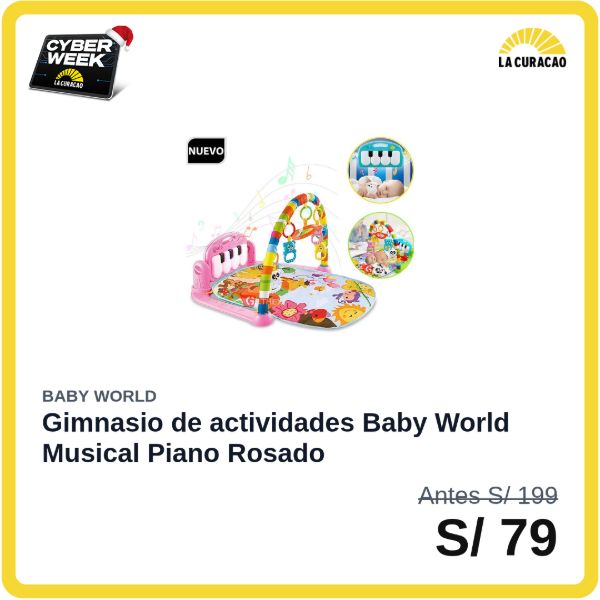 CYBER
WEEK
LA CURACAO
LA CURACAO
NUEVO
BABY WORLD
Gimnasio de actividades Baby World
Musical Piano Rosado
Antes S/ 199
S/ 79